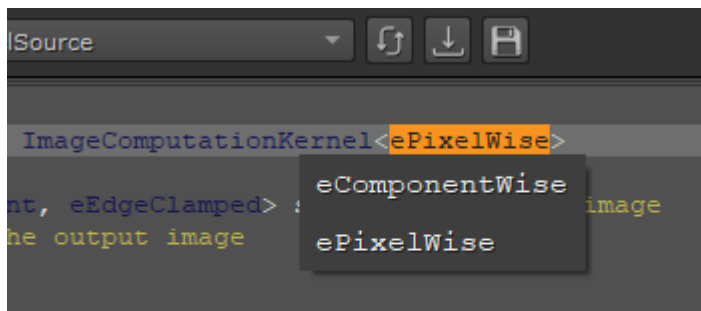 lSource
ImageComputationKernel<ePixelWise>
eComponentWise
nt, eEdgeClamped> image
he output image
ePixelWise